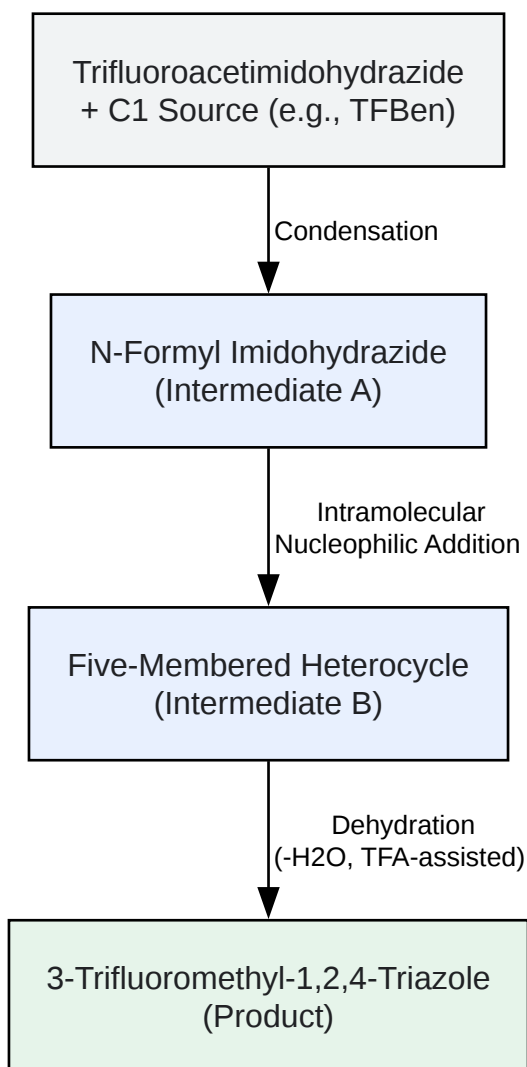 Trifluoroacetimidohydrazide
+ C1 Source (e.g., TFBen)
Condensation
N-Formyl Imidohydrazide
(Intermediate A)
Intramolecular
Nucleophilic Addition
Five-Membered Heterocycle
(Intermediate B)
Dehydration
(-H2O, TFA-assisted)
3-Trifluoromethyl-1,2,4-Triazole
(Product)